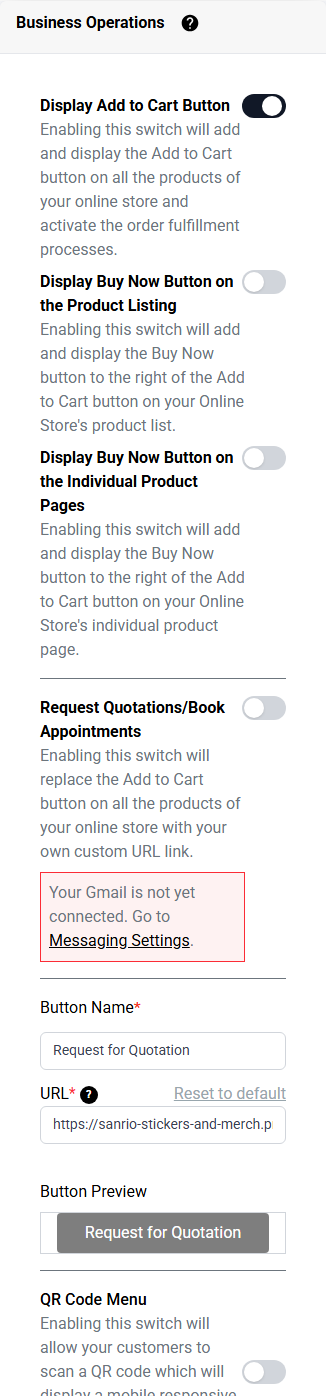 Business Operations ?
Display Add to Cart Button
Enabling this switch will add
and display the Add to Cart
button on all the products of
your online store and
activate the order fulfillment
processes.
Display Buy Now Button on
the Product Listing
Enabling this switch will add
and display the Buy Now
button to the right of the Add
to Cart button on your Online
Store's product list.
Display Buy Now Button on
the Individual Product
Pages
Enabling this switch will add
and display the Buy Now
button to the right of the Add
to Cart button on your Online
Store's individual product
page.
Request Quotations/Book
Appointments
Enabling this switch will
replace the Add to Cart
button on all the products of
your online store with your
own custom URL link.
Your Gmail is not yet
connected. Go to
Messaging Settings.
Button Name*
Request for Quotation
URL* ? Reset to default
https://sanrio-stickers-and-merch.p
Button Preview
Request for Quotation
QR Code Menu
Enabling this switch will
allow your customers to
scan a QR code which will
display a mobile responsive